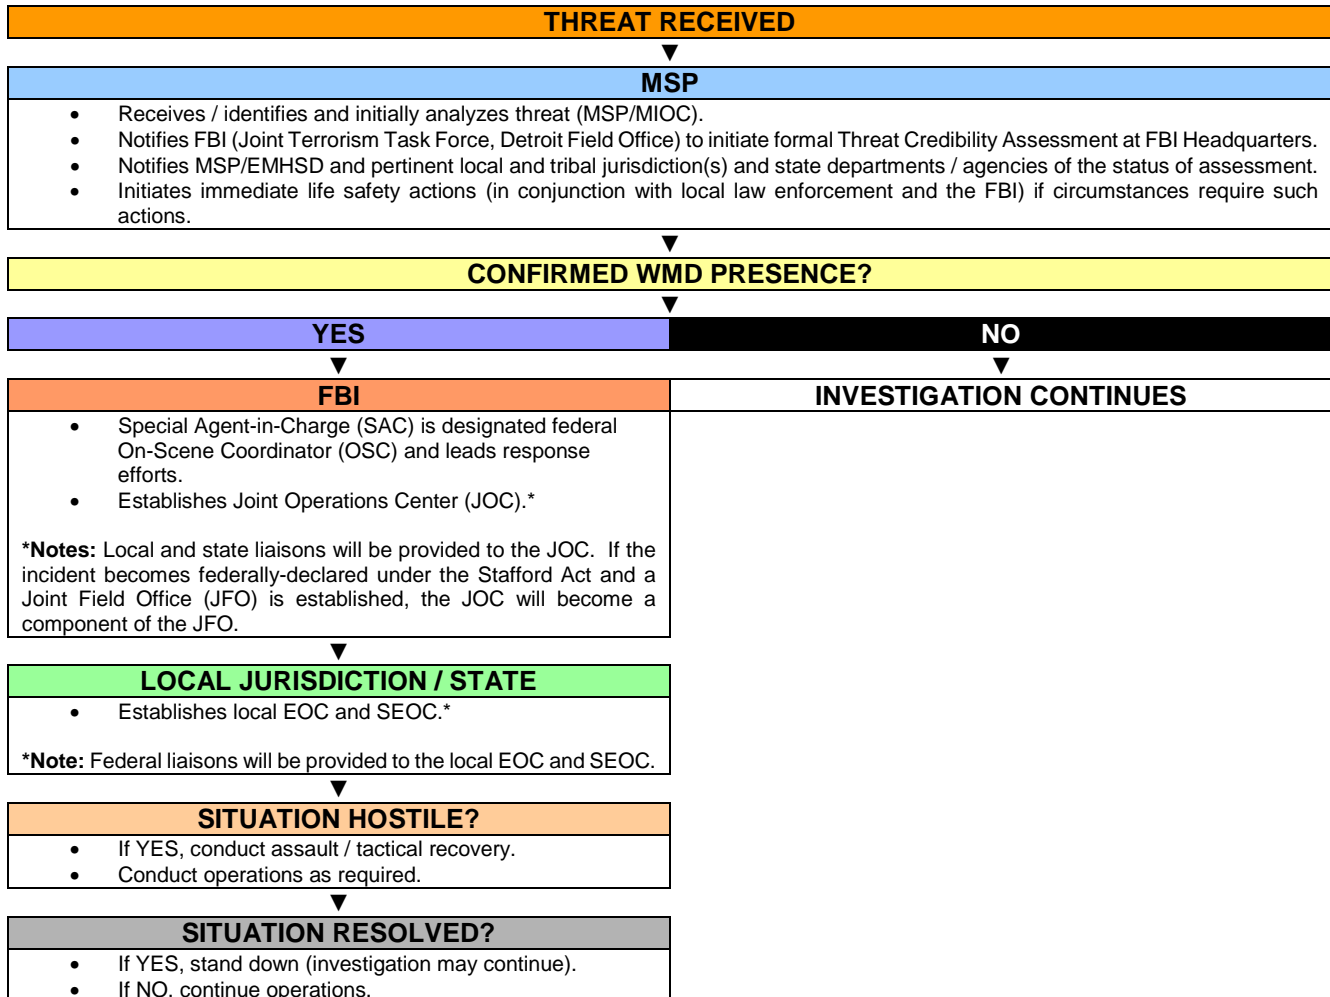 THREAT RECEIVED
▼
MSP
• Receives / identifies and initially analyzes threat (MSP/MIOC).
• Notifies FBI (Joint Terrorism Task Force, Detroit Field Office) to initiate formal Threat Credibility Assessment at FBI Headquarters.
• Notifies MSP/EMHSD and pertinent local and tribal jurisdiction(s) and state departments / agencies of the status of assessment.
• Initiates immediate life safety actions (in conjunction with local law enforcement and the FBI) if circumstances require such
actions.
▼
CONFIRMED WMD PRESENCE?
▼
YES
NO
▼
▼
FBI
INVESTIGATION CONTINUES
• Special Agent-in-Charge (SAC) is designated federal
On-Scene Coordinator (OSC) and leads response
efforts.
• Establishes Joint Operations Center (JOC).*
*Notes: Local and state liaisons will be provided to the JOC. If the
incident becomes federally-declared under the Stafford Act and a
Joint Field Office (JFO) is established, the JOC will become a
component of the JFO.
▼
LOCAL JURISDICTION / STATE
• Establishes local EOC and SEOC.*
*Note: Federal liaisons will be provided to the local EOC and SEOC.
▼
SITUATION HOSTILE?
• If YES, conduct assault / tactical recovery.
• Conduct operations as required.
▼
SITUATION RESOLVED?
• If YES, stand down (investigation may continue).
• If NO, continue operations.